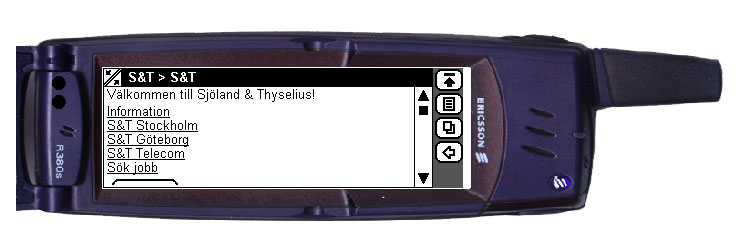 S&T > S&T
Välkommen till Sjöland & Thyselius!
Information
S&T Stockholm
S&T Göteborg
S&T Telecom
Sök jobb
ERICSSON
R380s